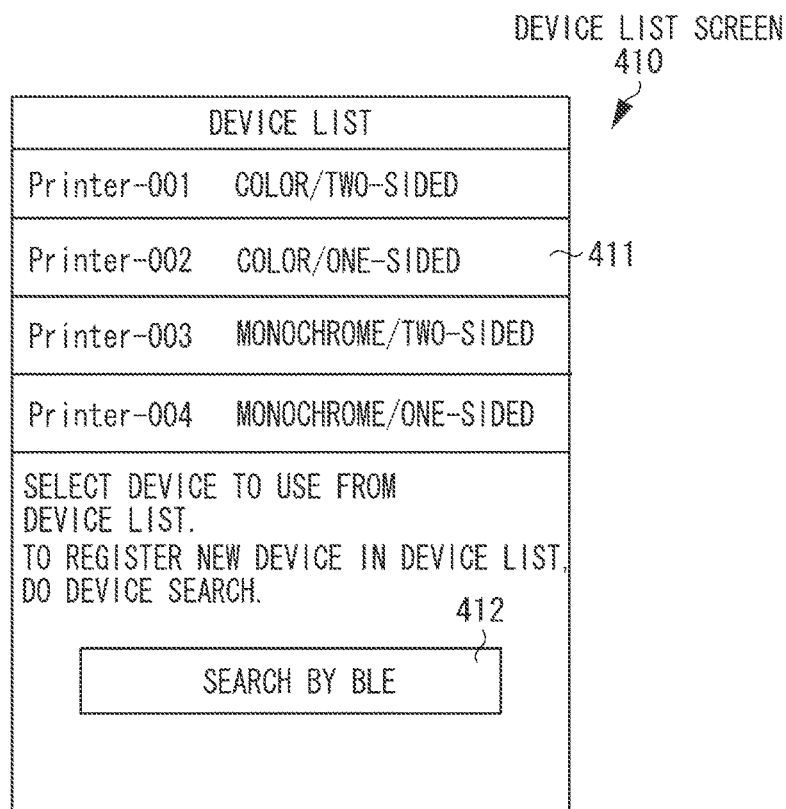 DEVICE LIST SCREEN
410
DEVICE LIST
Printer-001 COLOR/TWO-SIDED
Printer-002 COLOR/ONE-SIDED
411
Printer-003 MONOCHROME/TWO-SIDED
Printer-004 MONOCHROME/ONE-SIDED
SELECT DEVICE TO USE FROM
DEVICE LIST.
TO REGISTER NEW DEVICE IN DEVICE LIST,
DO DEVICE SEARCH.
412
SEARCH BY BLE